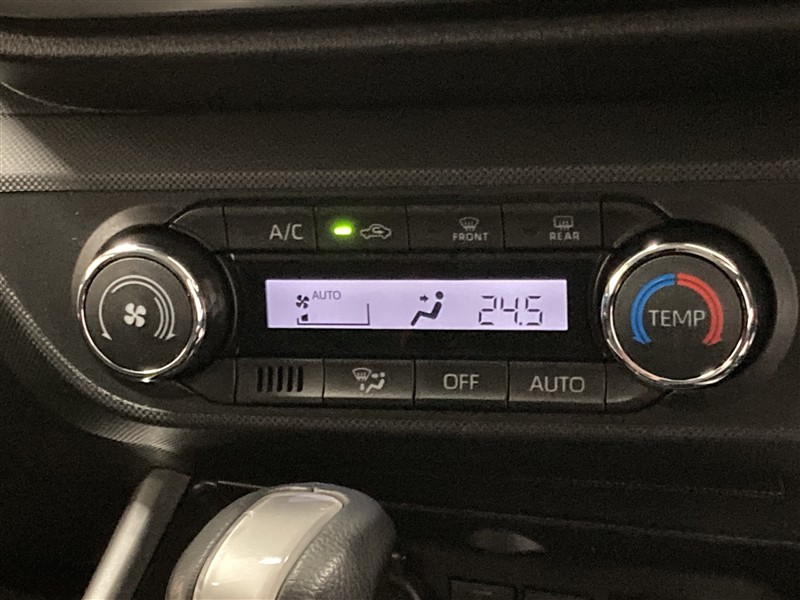 A/C
FRONT
REAR
AUTO
24.5
TEMP
OFF
AUTO